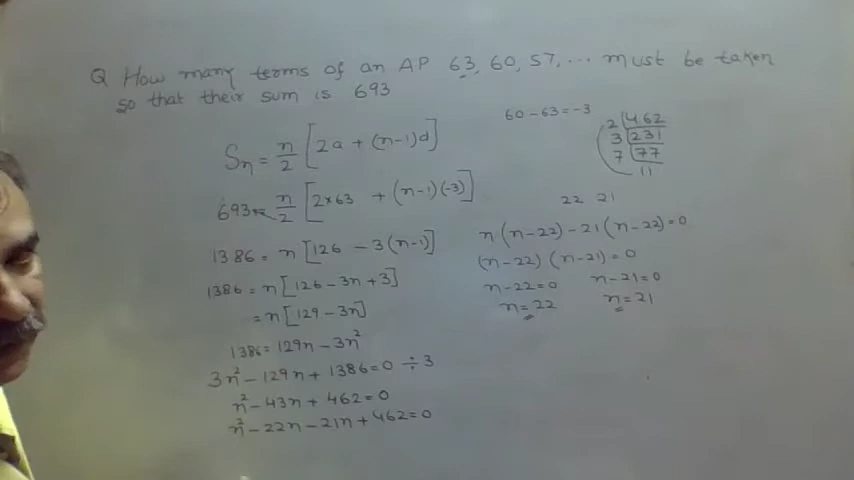 Q How many terms of an A.P 63, 60, 57, ... must be taken
so that their sum is 693
60 - 63 = -3
Sn = n/2 [2a + (n-1)d]
693 = n/2 [2×63 + (n-1)(-3)]
1386 = n[126 - 3(n-1)]
1386 = n[126 - 3n + 3]
= n[129 - 3n]
1386 = 129n - 3n²
3n² - 129n + 1386 = 0 ÷ 3
n² - 43n + 462 = 0
n² - 22n - 21n + 462 = 0
2 | 462
3 | 231
7 | 77
11
22 21
n(n-22) - 21(n-22) = 0
(n-22) (n-21) = 0
n-22=0 n-21=0
n = 22 n = 21